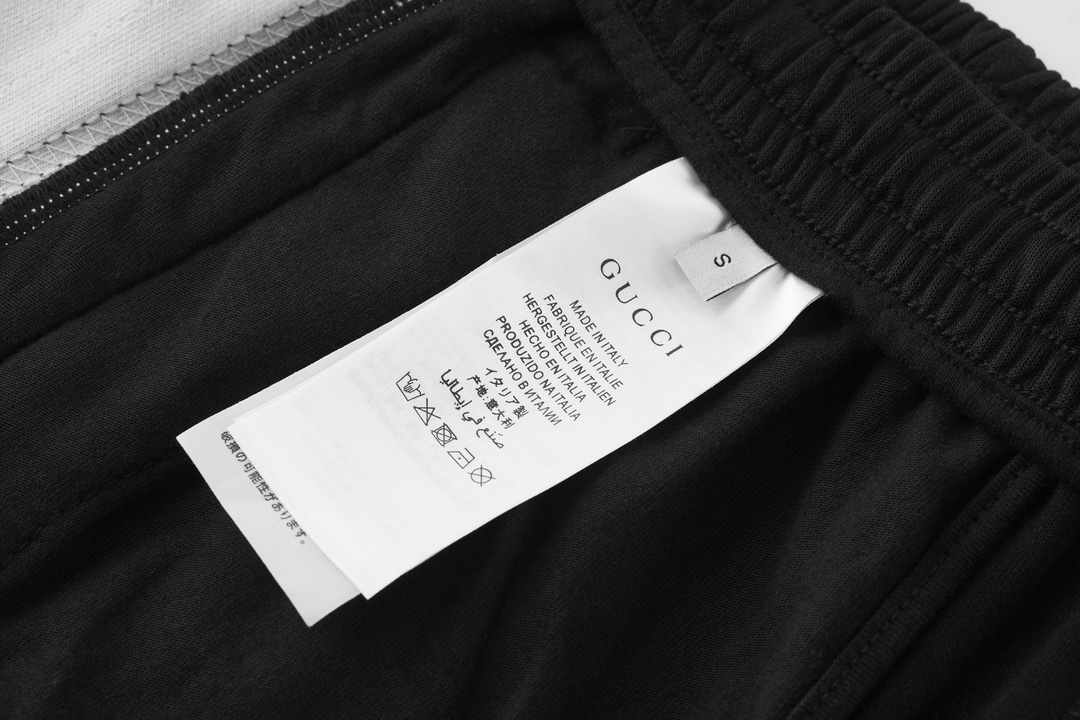 S
GUCCI
MADE IN ITALY
FABRIQUE EN ITALIE
HERGESTELLT IN ITALIEN
HECHO EN ITALIA
PRODUZIDO NA ITALIA
СДЕЛАНО В ИТАЛИИ
イタリア製
产地:意大利
صنع في إيطاليا
破損の可能性があります。